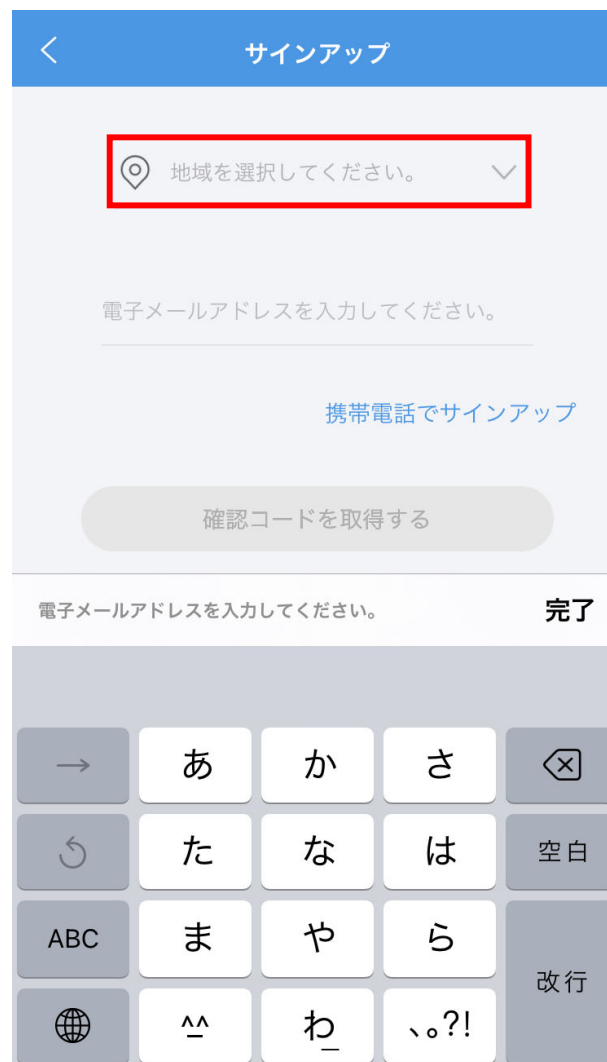 サインアップ
地域を選択してください。
電子メールアドレスを入力してください。
携帯電話でサインアップ
確認コードを取得する
電子メールアドレスを入力してください。 完了
→ あ か さ
た な は 空白
ABC ま や ら
改行
^_^ わ_ 、。?!